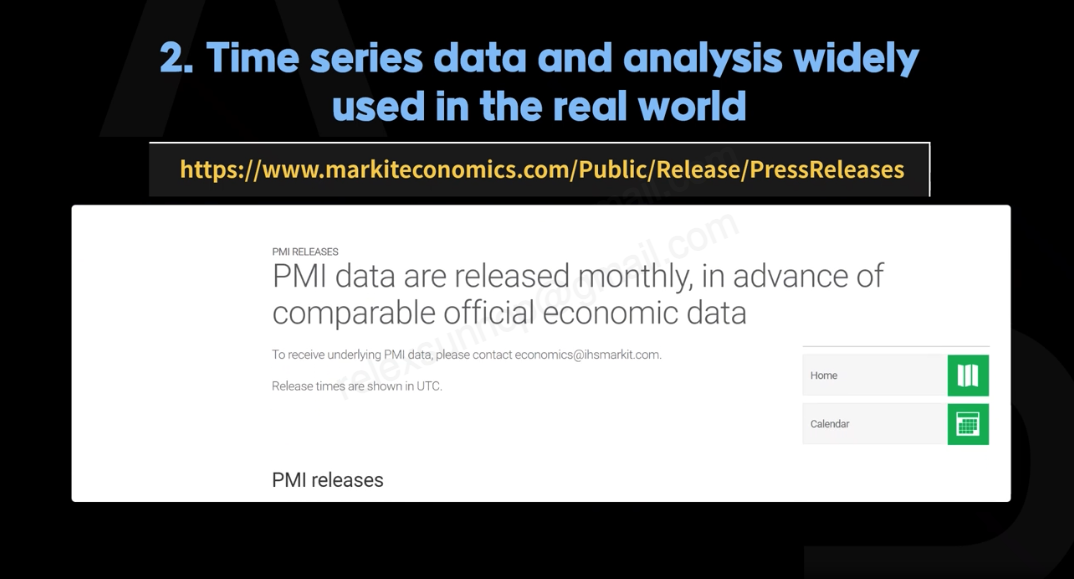 2. Time series data and analysis widely
used in the real world
https://www.markiteconomics.com/Public/Release/PressReleases
PMI RELEASES
PMI data are released monthly, in advance of
comparable official economic data
To receive underlying PMI data, please contact economics@ihsmarkit.com.
Release times are shown in UTC.
Home
Calendar
PMI releases